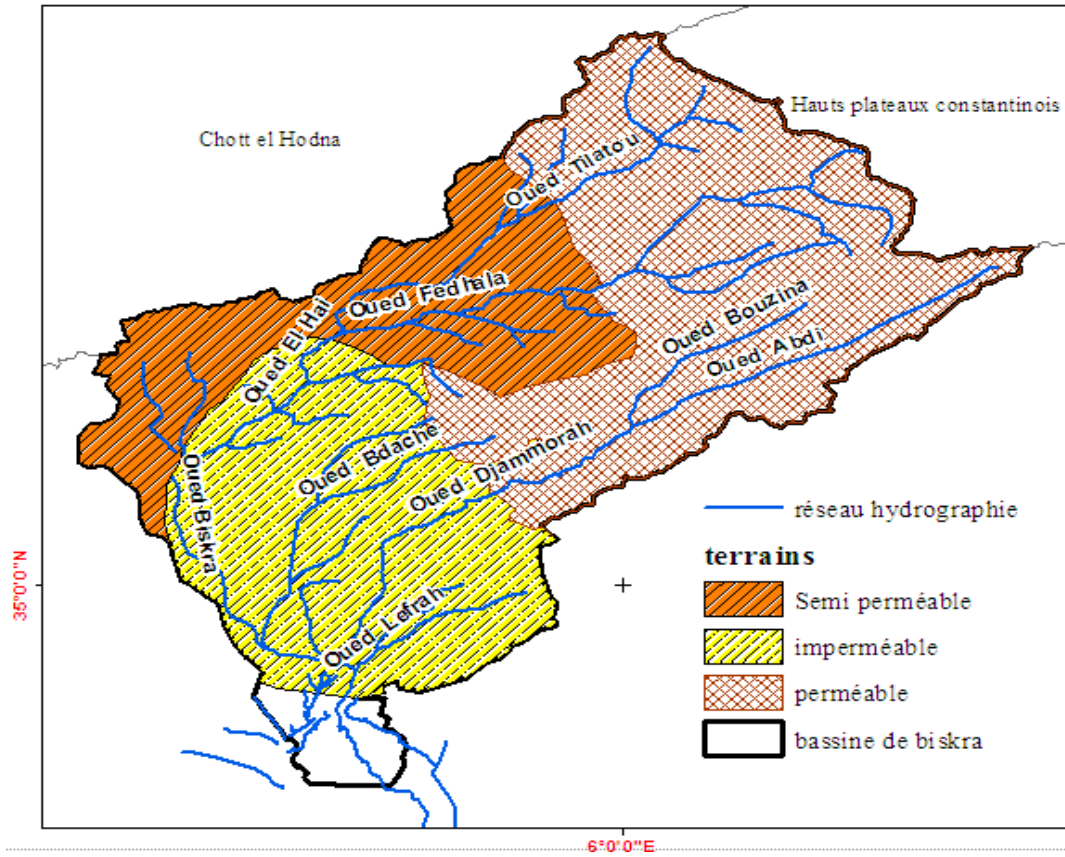 Hauts plateaux constantinois
Chott el Hodna
Oued Tilatou
Oued Fedhala
Oued El Hai
Oued Bouzina
Oued Abdi
Oued Bdache
Oued Djammorah
Oued Biskra
Oued Lefrah
réseau hydrographie
terrains
Semi perméable
imperméable
perméable
bassine de biskra
35°0'0"N
6°0'0"E